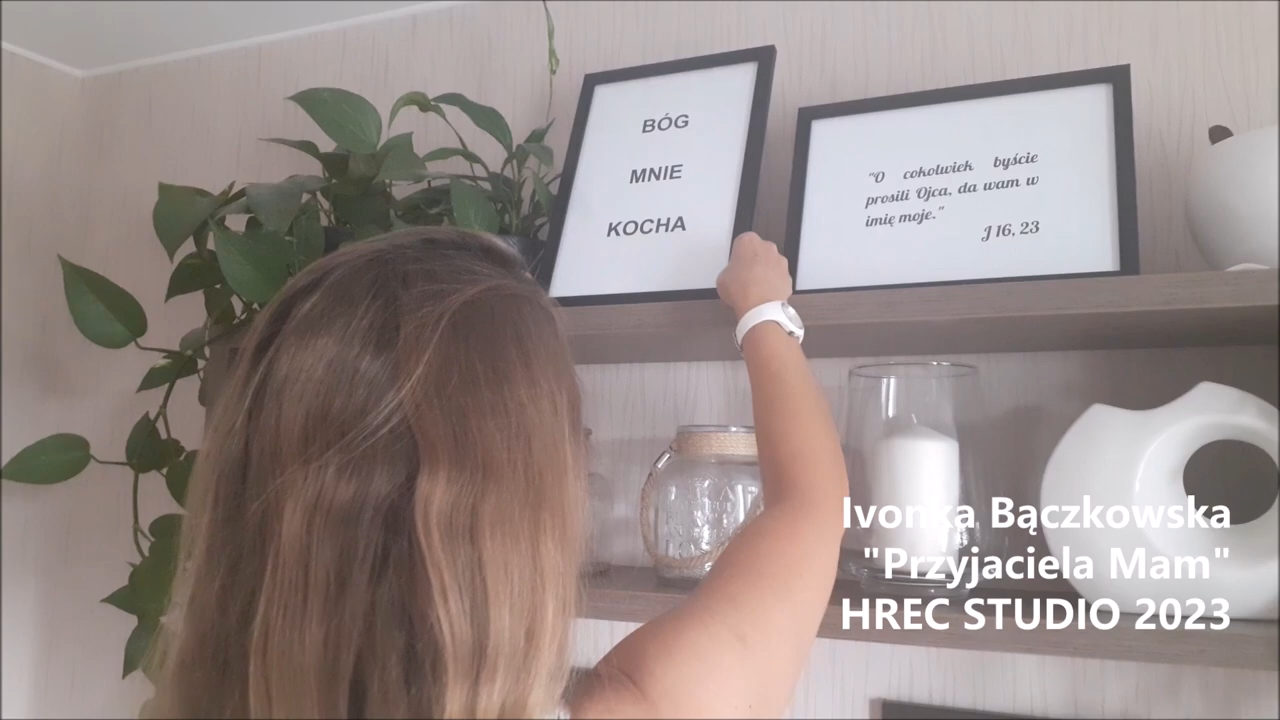 BÓG
MNIE
KOCHA
"O cokolwiek byście
prosili Ojca, da wam w
imię moje."
J 16, 23
Ivonka Bączkowska
"Przyjaciela Mam"
HREC STUDIO 2023